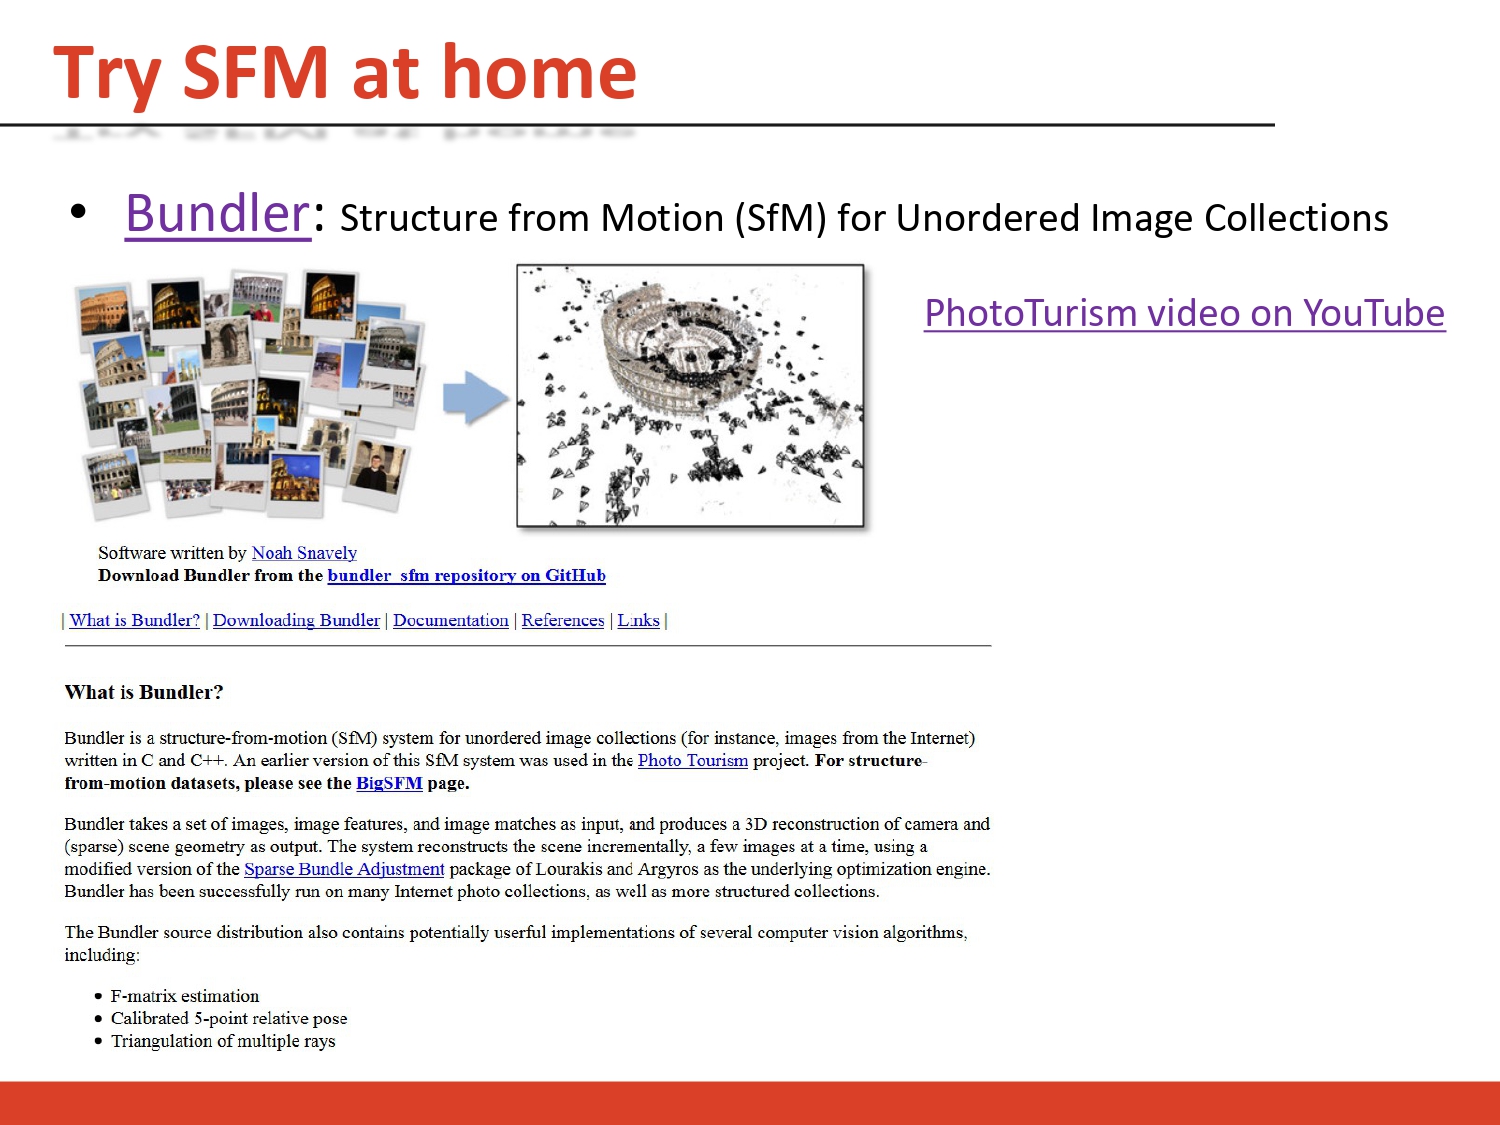 Try SFM at home
• Bundler: Structure from Motion (SfM) for Unordered Image Collections
PhotoTurism video on YouTube
Software written by Noah Snavely
Download Bundler from the bundler_sfm repository on GitHub
| What is Bundler? | Downloading Bundler | Documentation | References | Links |
What is Bundler?
Bundler is a structure-from-motion (SfM) system for unordered image collections (for instance, images from the Internet)
written in C and C++. An earlier version of this SfM system was used in the Photo Tourism project. For structure-
from-motion datasets, please see the BigSFM page.
Bundler takes a set of images, image features, and image matches as input, and produces a 3D reconstruction of camera and
(sparse) scene geometry as output. The system reconstructs the scene incrementally, a few images at a time, using a
modified version of the Sparse Bundle Adjustment package of Lourakis and Argyros as the underlying optimization engine.
Bundler has been successfully run on many Internet photo collections, as well as more structured collections.
The Bundler source distribution also contains potentially userful implementations of several computer vision algorithms,
including:
• F-matrix estimation
• Calibrated 5-point relative pose
• Triangulation of multiple rays